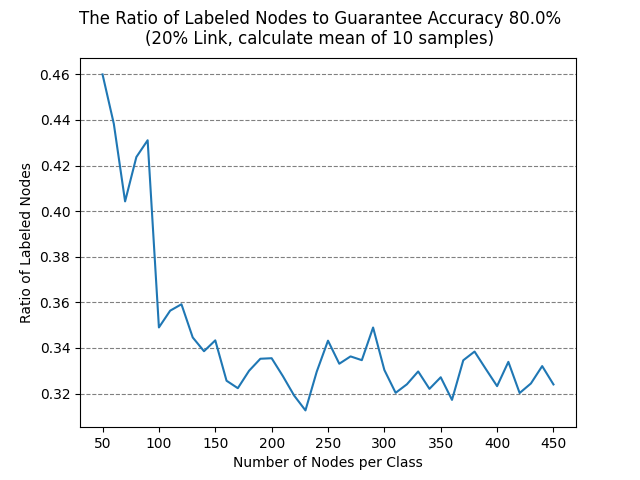 The Ratio of Labeled Nodes to Guarantee Accuracy 80.0%
(20% Link, calculate mean of 10 samples)
0.46
0.44
0.42
0.40
0.38
0.36
0.34
0.32
Ratio of Labeled Nodes
50 100 150 200 250 300 350 400 450
Number of Nodes per Class